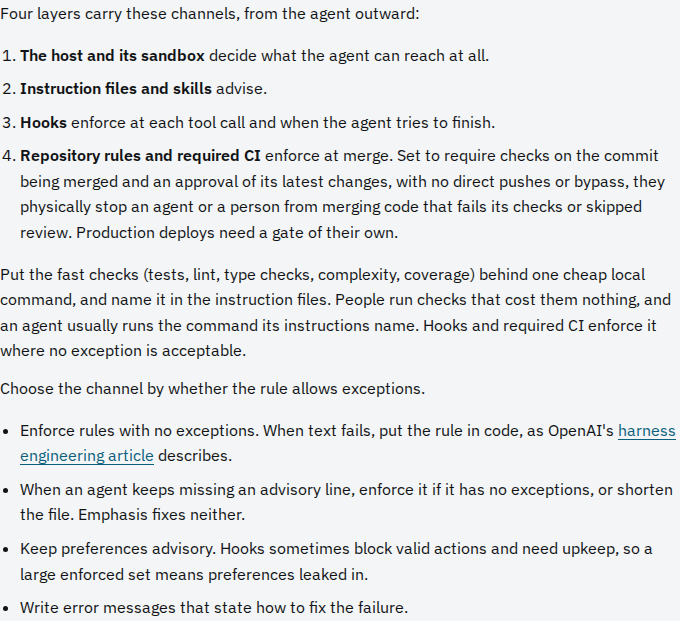 Four layers carry these channels, from the agent outward:
1. The host and its sandbox decide what the agent can reach at all.
2. Instruction files and skills advise.
3. Hooks enforce at each tool call and when the agent tries to finish.
4. Repository rules and required CI enforce at merge. Set to require checks on the commit
being merged and an approval of its latest changes, with no direct pushes or bypass, they
physically stop an agent or a person from merging code that fails its checks or skipped
review. Production deploys need a gate of their own.
Put the fast checks (tests, lint, type checks, complexity, coverage) behind one cheap local
command, and name it in the instruction files. People run checks that cost them nothing, and
an agent usually runs the command its instructions name. Hooks and required CI enforce it
where no exception is acceptable.
Choose the channel by whether the rule allows exceptions.
• Enforce rules with no exceptions. When text fails, put the rule in code, as OpenAI's harness
engineering article describes.
• When an agent keeps missing an advisory line, enforce it if it has no exceptions, or shorten
the file. Emphasis fixes neither.
• Keep preferences advisory. Hooks sometimes block valid actions and need upkeep, so a
large enforced set means preferences leaked in.
• Write error messages that state how to fix the failure.